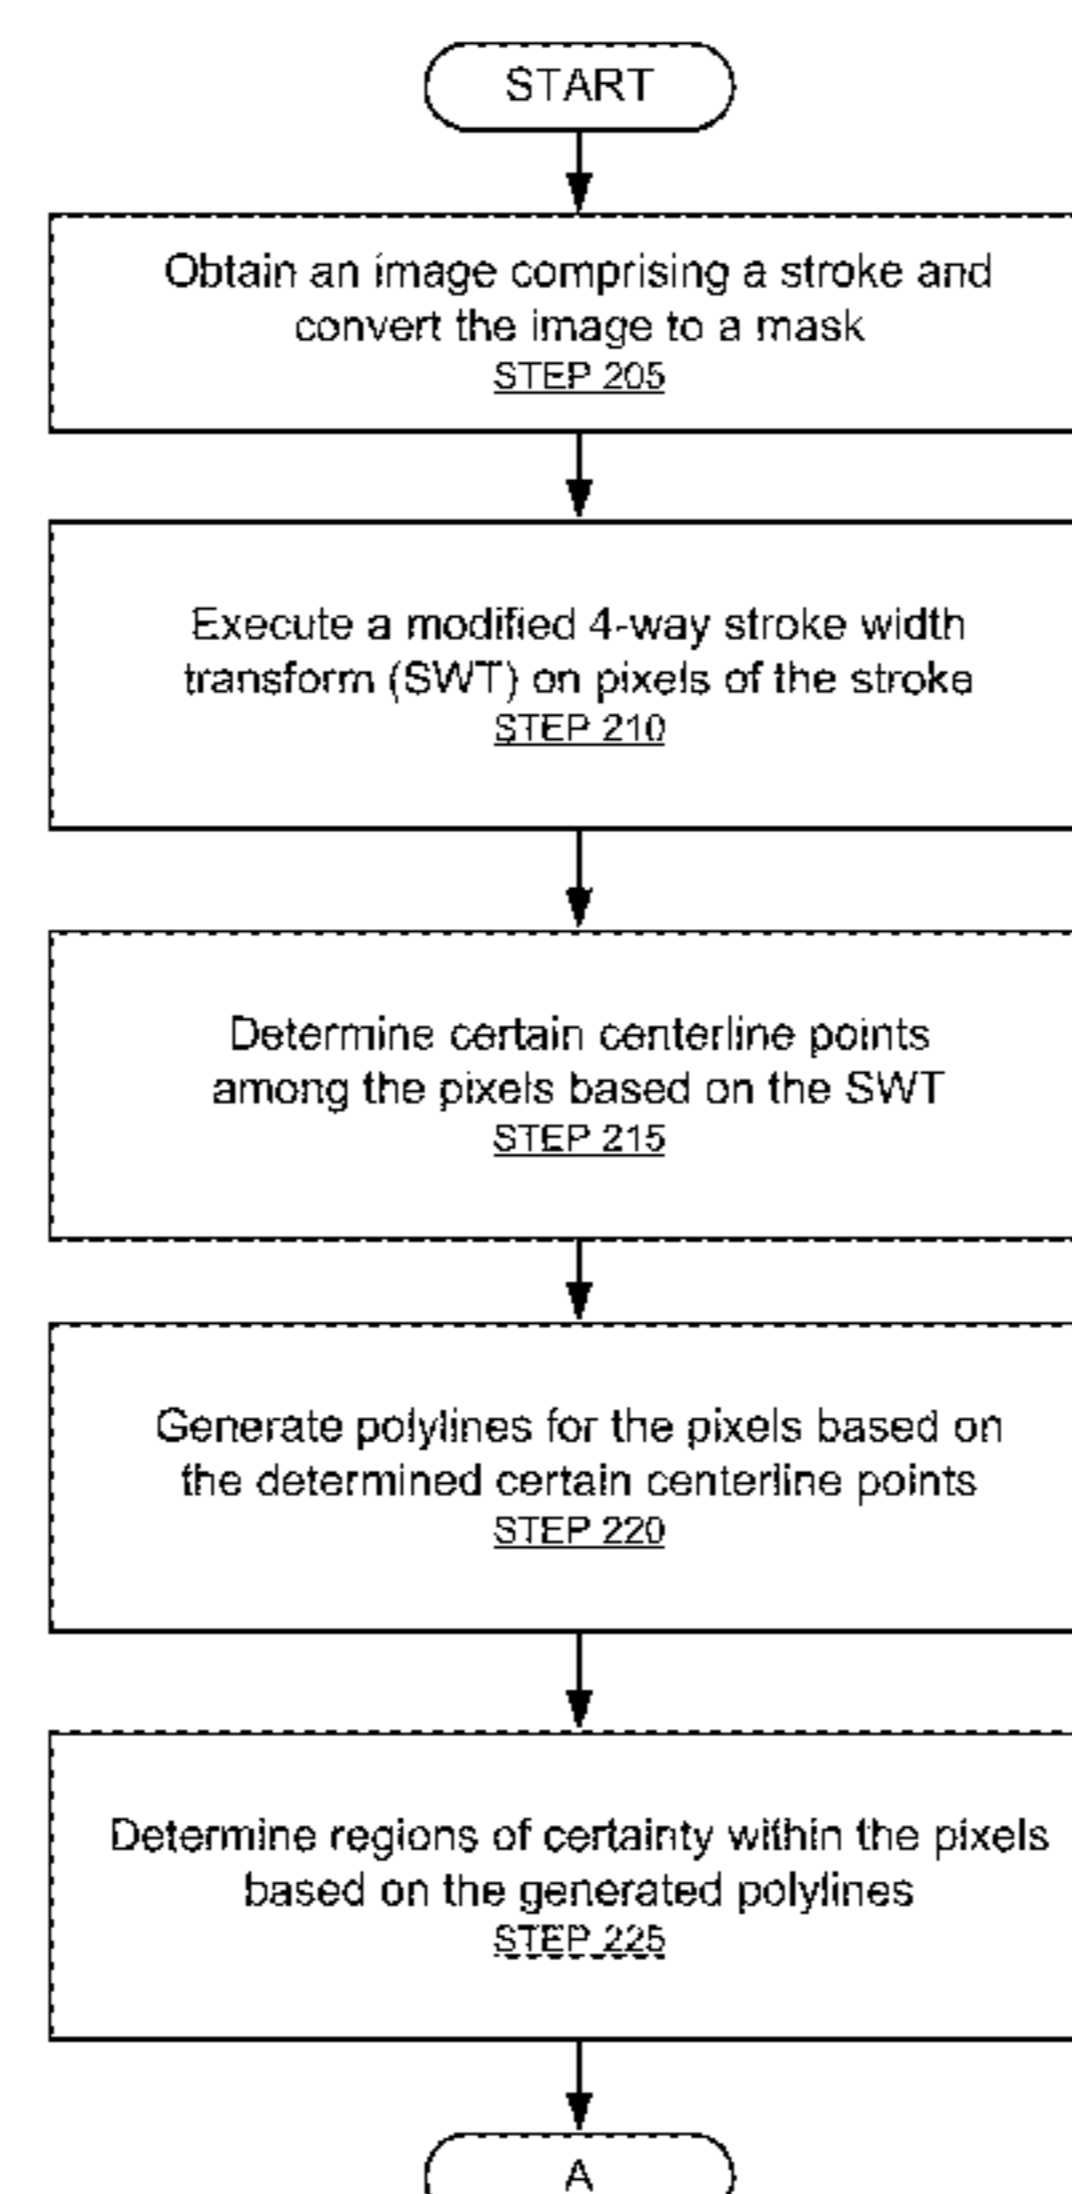 START
Obtain an image comprising a stroke and
convert the image to a mask
STEP 205
Execute a modified 4-way stroke width
transform (SWT) on pixels of the stroke
STEP 210
Determine certain centerline points
among the pixels based on the SWT
STEP 215
Generate polylines for the pixels based on
the determined certain centerline points
STEP 220
Determine regions of certainty within the pixels
based on the generated polylines
STEP 225
A